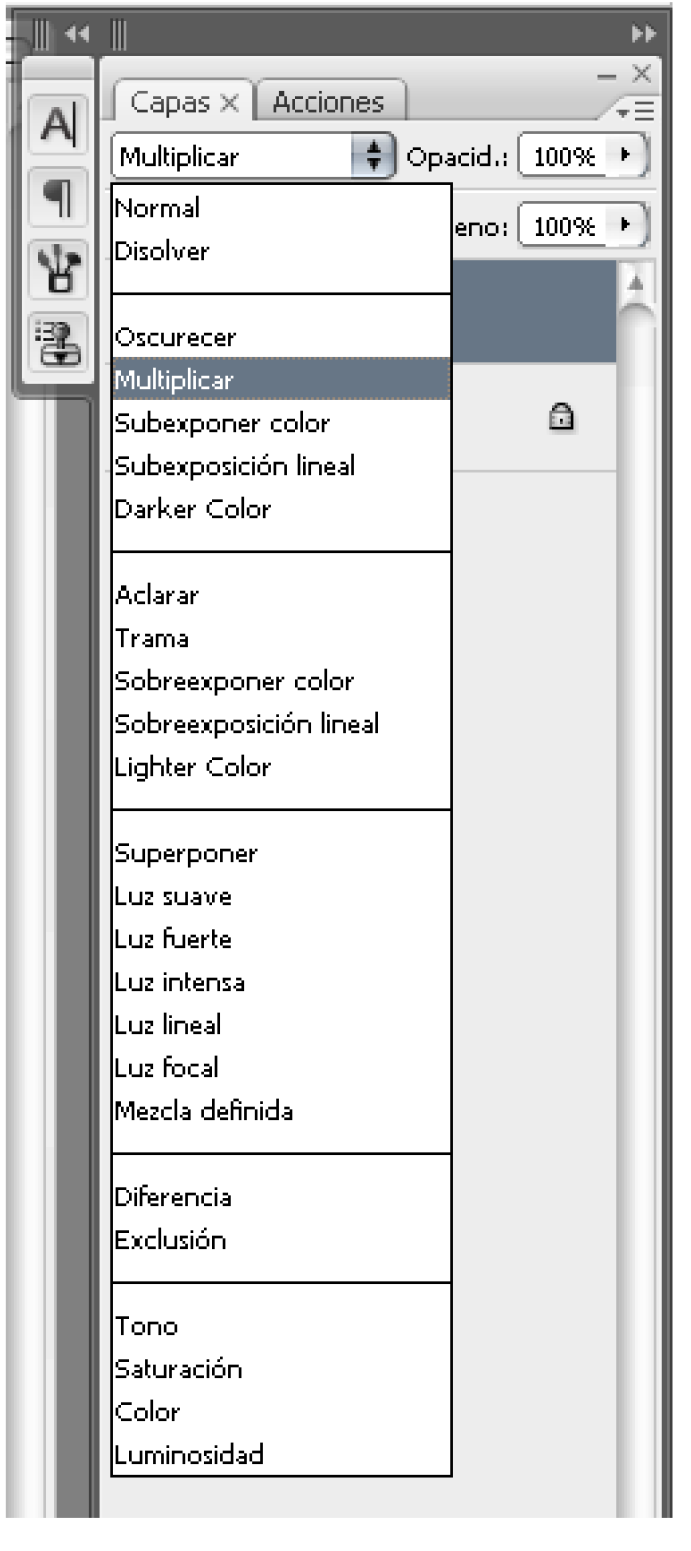 Capas × Acciones
A
¶
Multiplicar Opacid.: 100%
eno: 100%
Normal
Disolver
Oscurecer
Multiplicar
Subexponer color
Subexposición lineal
Darker Color
Aclarar
Trama
Sobreexponer color
Sobreexposición lineal
Lighter Color
Superponer
Luz suave
Luz fuerte
Luz intensa
Luz lineal
Luz focal
Mezcla definida
Diferencia
Exclusión
Tono
Saturación
Color
Luminosidad